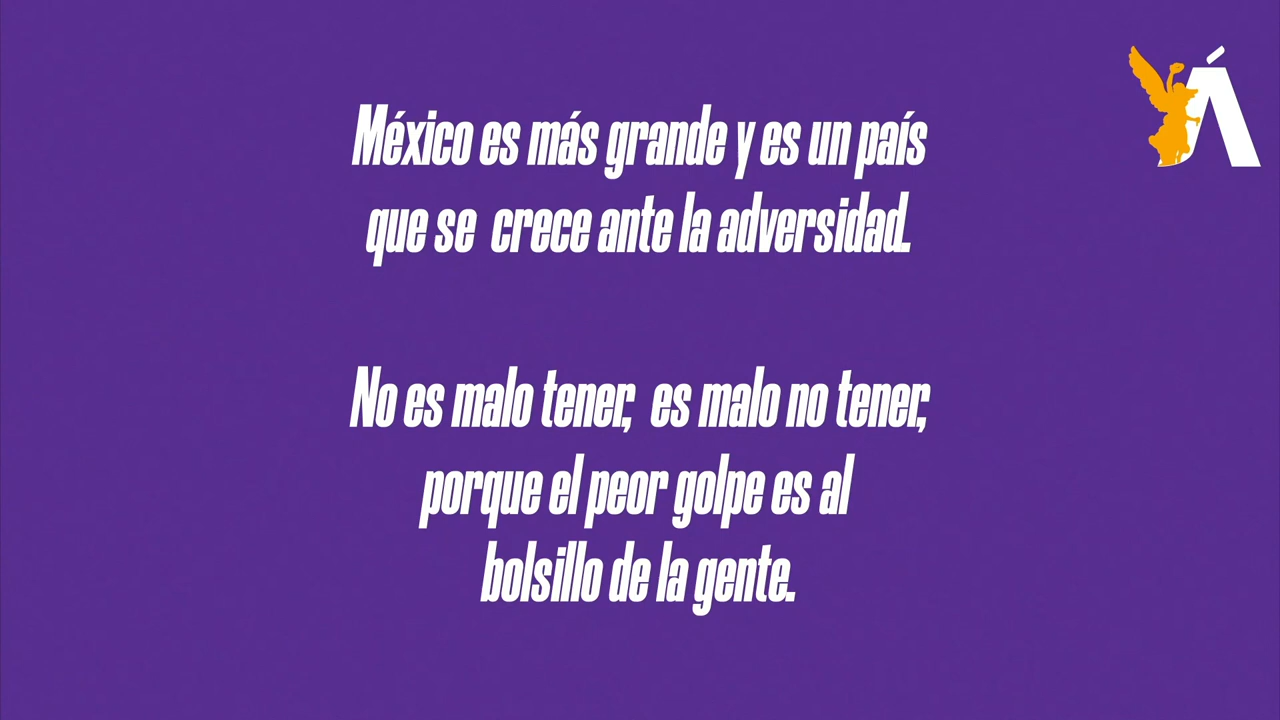 Á
México es más grande y es un país
que se crece ante la adversidad.
No es malo tener, es malo no tener,
porque el peor golpe es al
bolsillo de la gente.